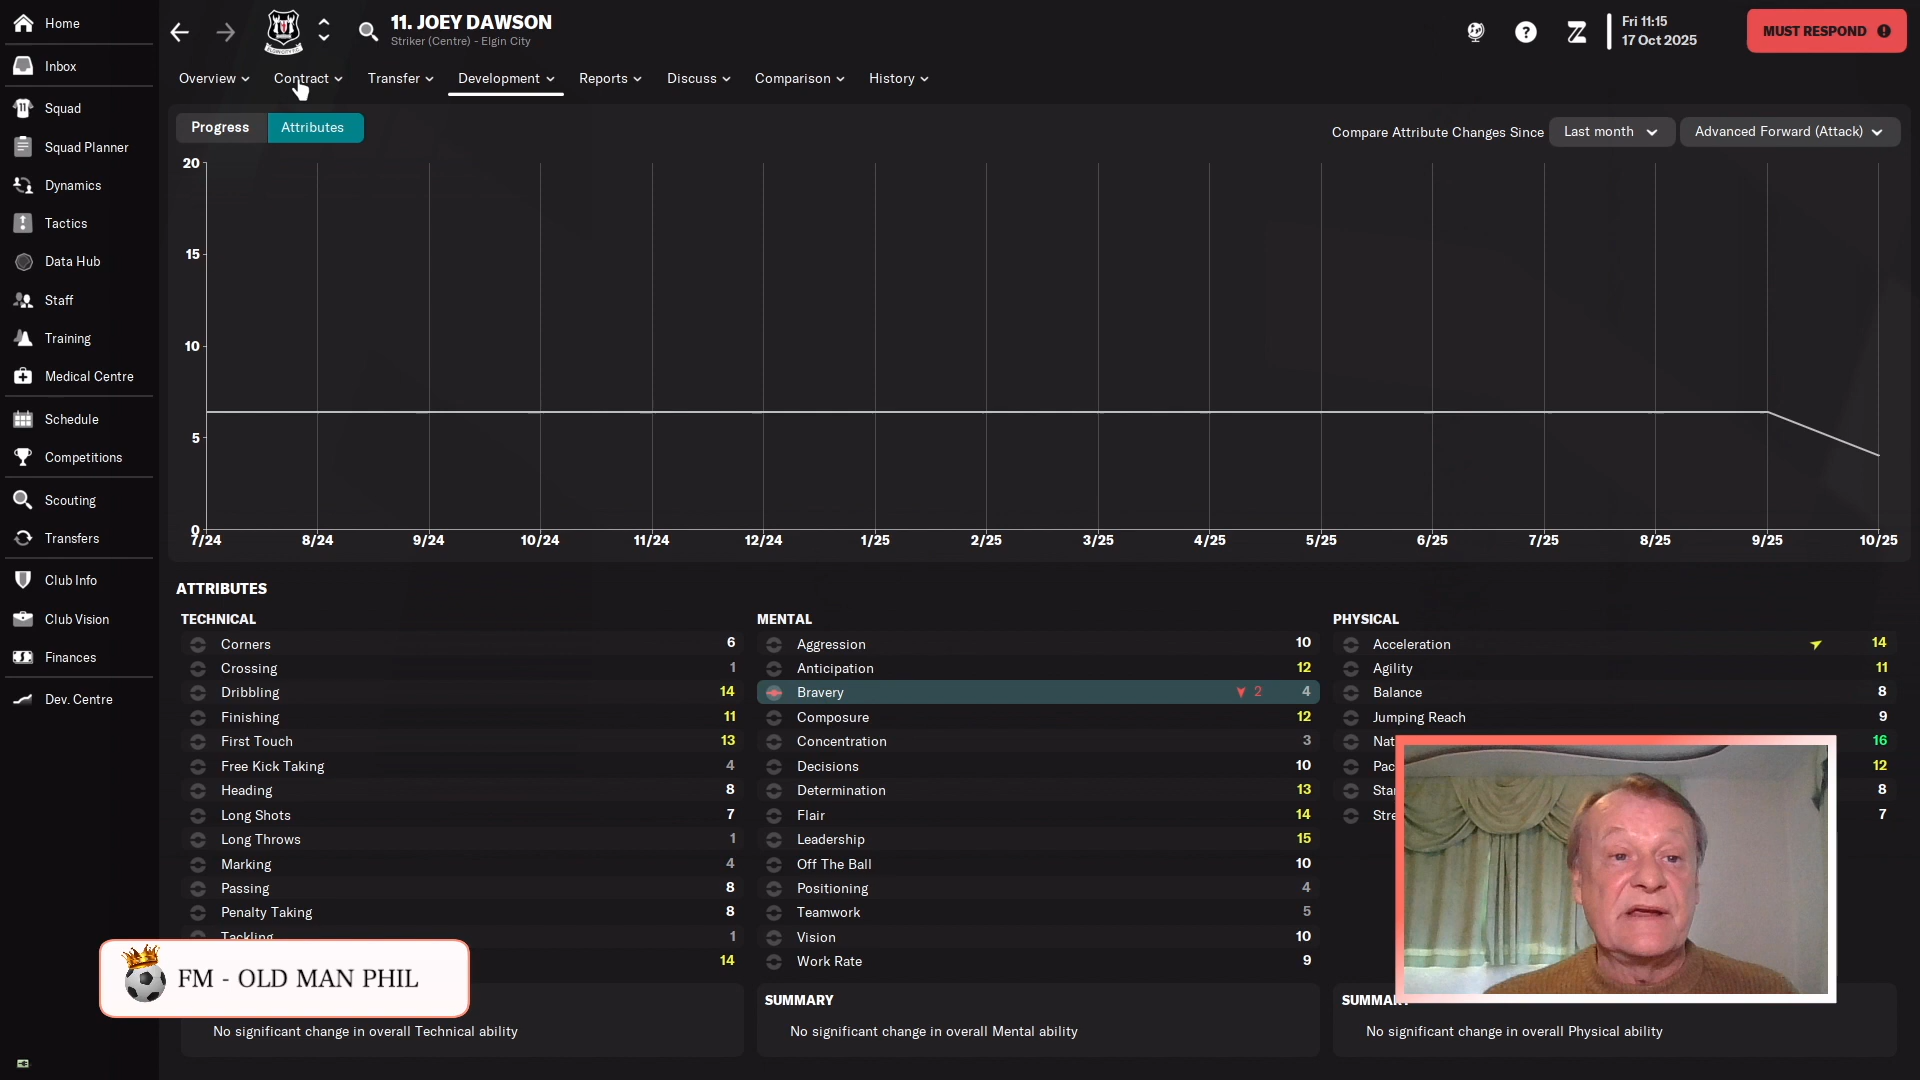 Home
Inbox
Squad
Squad Planner
Dynamics
Tactics
Data Hub
Staff
Training
Medical Centre
Schedule
Competitions
Scouting
Transfers
Club Info
Club Vision
Finances
Dev. Centre
11. JOEY DAWSON
Striker (Centre) - Elgin City
Fri 11:15
17 Oct 2025
MUST RESPOND
Overview Contract Transfer Development Reports Discuss Comparison History
Progress Attributes
Compare Attribute Changes Since Last month Advanced Forward (Attack)
20
15
10
5
0
7/24 8/24 9/24 10/24 11/24 12/24 1/25 2/25 3/25 4/25 5/25 6/25 7/25 8/25 9/25 10/25
ATTRIBUTES
TECHNICAL
Corners 6
Crossing 1
Dribbling 14
Finishing 11
First Touch 13
Free Kick Taking 4
Heading 8
Long Shots 7
Long Throws 1
Marking 4
Passing 8
Penalty Taking 8
Tackling 1
14
No significant change in overall Technical ability
MENTAL
Aggression 10
Anticipation 12
Bravery 2 4
Composure 12
Concentration 3
Decisions 10
Determination 13
Flair 14
Leadership 15
Off The Ball 10
Positioning 4
Teamwork 5
Vision 10
Work Rate 9
SUMMARY
No significant change in overall Mental ability
PHYSICAL
Acceleration 14
Agility 11
Balance 8
Jumping Reach 9
Nat 16
Pac 12
Sta 8
Stre 7
SUMMARY
No significant change in overall Physical ability
FM - OLD MAN PHIL